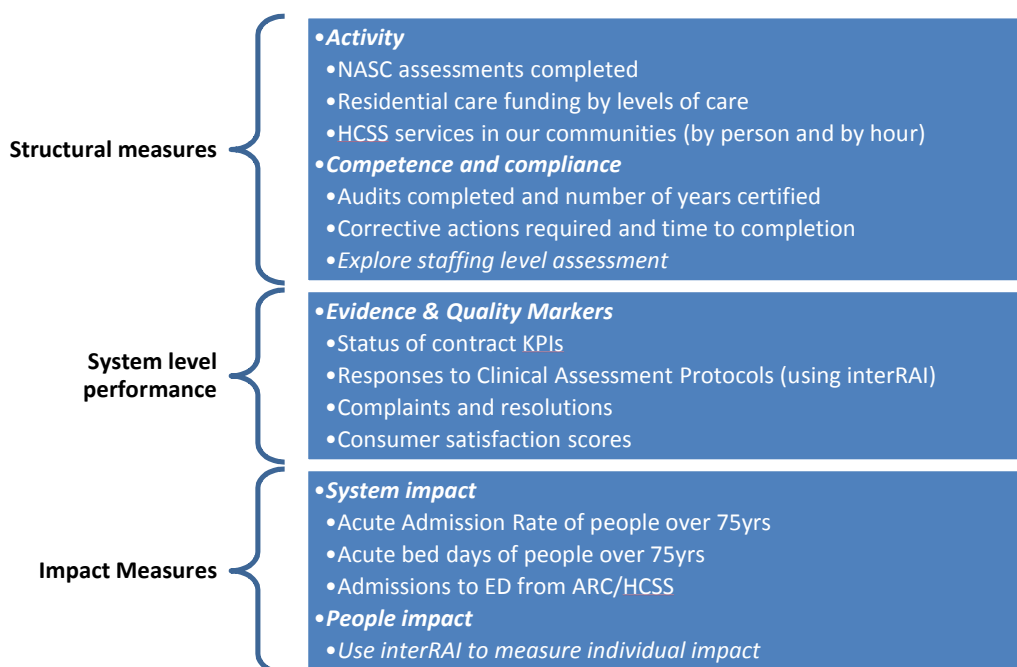 Structural measures
•Activity
•NASC assessments completed
•Residential care funding by levels of care
•HCSS services in our communities (by person and by hour)
•Competence and compliance
•Audits completed and number of years certified
•Corrective actions required and time to completion
•Explore staffing level assessment
System level
performance
•Evidence & Quality Markers
•Status of contract KPIs
•Responses to Clinical Assessment Protocols (using interRAI)
•Complaints and resolutions
•Consumer satisfaction scores
Impact Measures
•System impact
•Acute Admission Rate of people over 75yrs
•Acute bed days of people over 75yrs
•Admissions to ED from ARC/HCSS
•People impact
•Use interRAI to measure individual impact